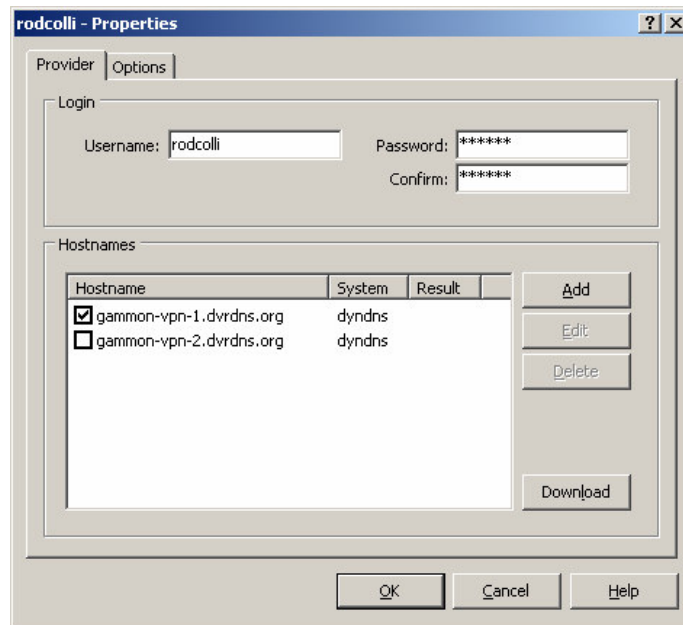 rodcolli - Properties
Provider
Options
Login
Username: rodcolli
Password: ******
Confirm: ******
Hostnames
Hostname System Result
gammon-vpn-1.dvrdns.org dyndns
gammon-vpn-2.dvrdns.org dyndns
Add
Edit
Delete
Download
OK Cancel Help